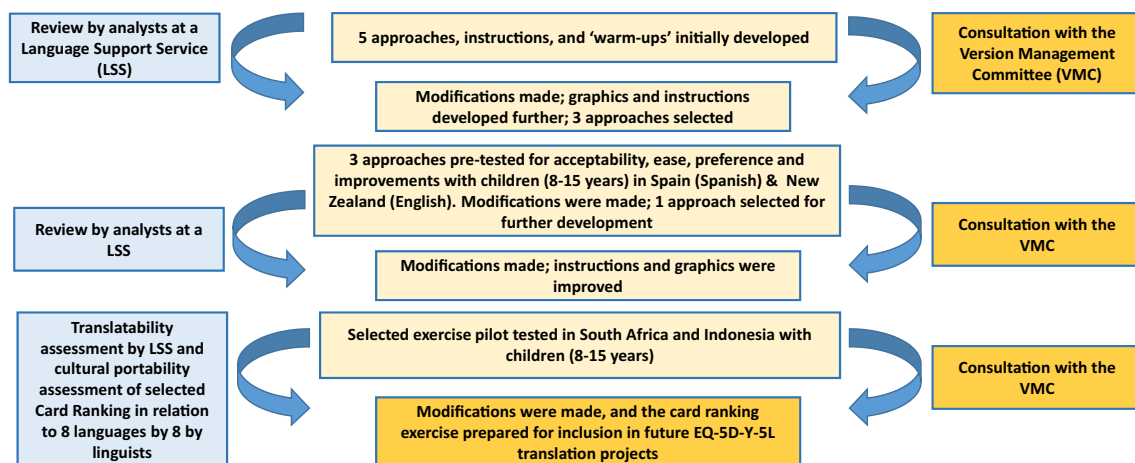 Review by analysts at a
Language Support Service
(LSS)
5 approaches, instructions, and ‘warm-ups’ initially developed
Consultation with the
Version Management
Committee (VMC)
Modifications made; graphics and instructions
developed further; 3 approaches selected
3 approaches pre-tested for acceptability, ease, preference and
improvements with children (8-15 years) in Spain (Spanish) & New
Zealand (English). Modifications were made; 1 approach selected for
further development
Review by analysts at a
LSS
Consultation with the
VMC
Modifications made; instructions and graphics were
improved
Translatability
assessment by LSS and
cultural portability
assessment of selected
Card Ranking in relation
to 8 languages by 8 by
linguists
Selected exercise pilot tested in South Africa and Indonesia with
children (8-15 years)
Consultation with the
VMC
Modifications were made, and the card ranking
exercise prepared for inclusion in future EQ-5D-Y-5L
translation projects